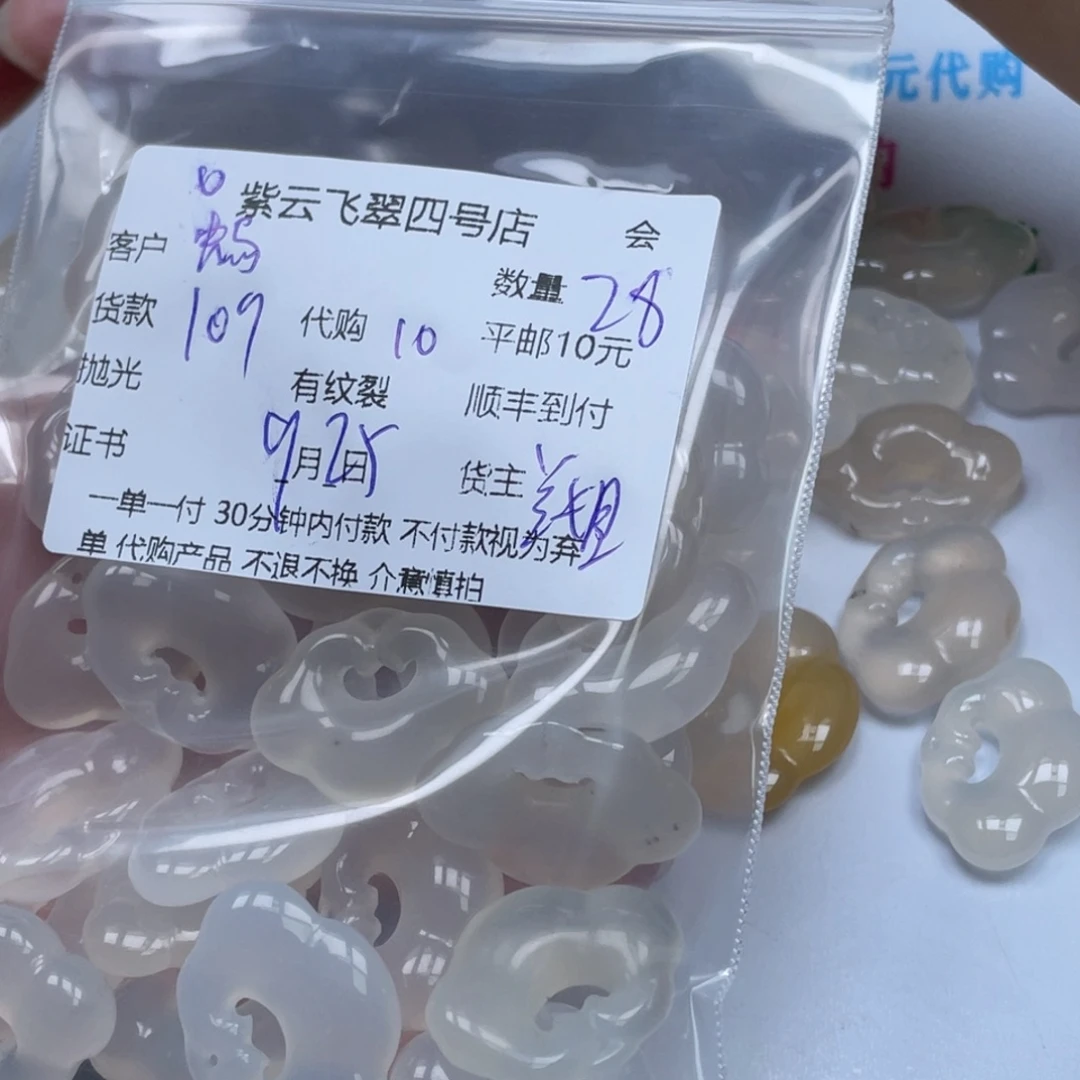 元代购
紫云飞翠四号店 会
客户 数量 28
货款 109 代购 10 平邮10元
抛光 有纹裂 顺丰到付
证书 9月25日 货主
一单一付 30分钟内付款 不付款视为弃
单 代购产品 不退不换 介意慎拍